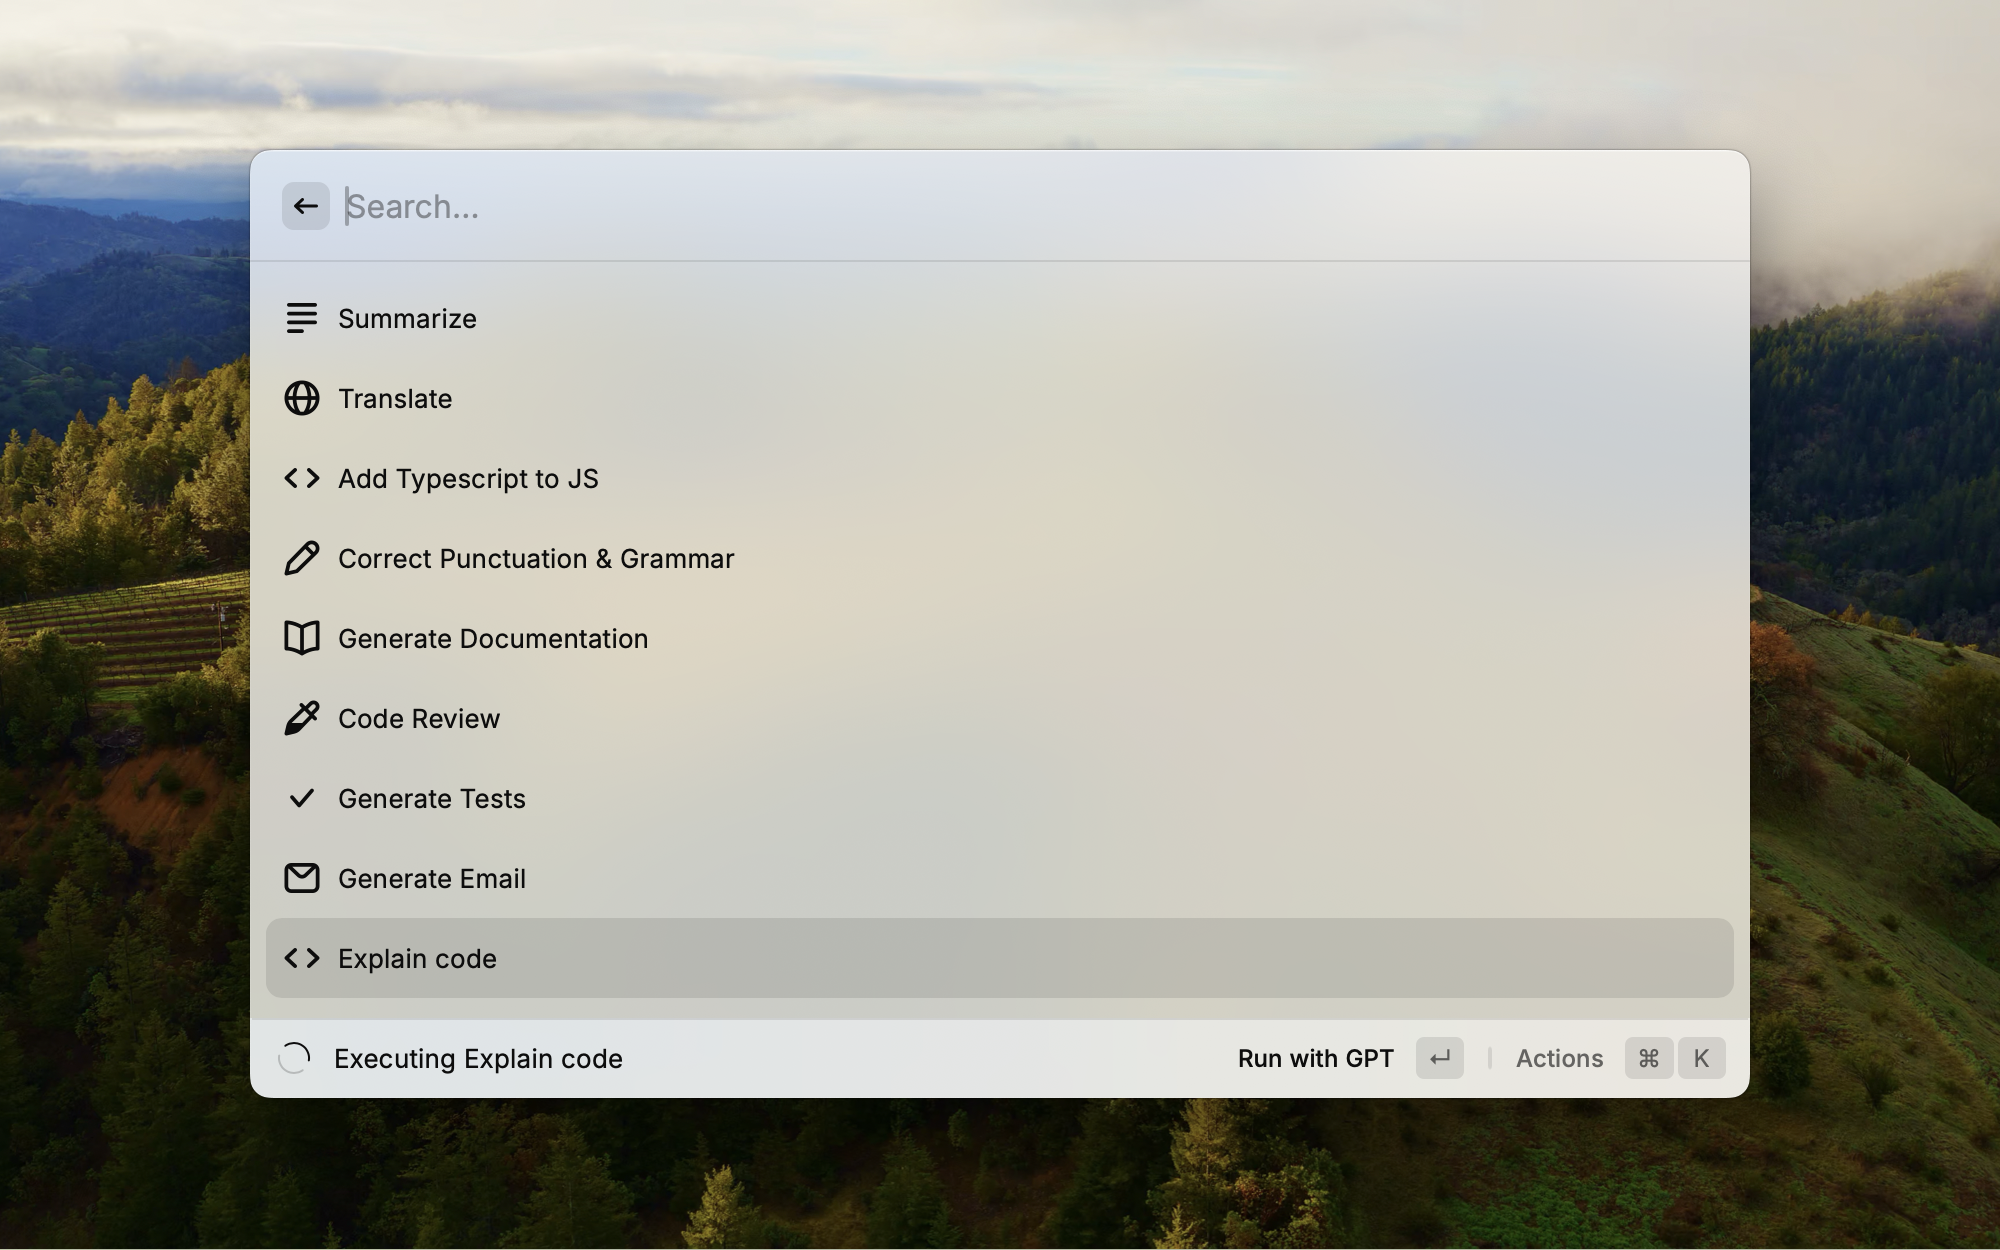 Search...
Summarize
Translate
Add Typescript to JS
Correct Punctuation & Grammar
Generate Documentation
Code Review
Generate Tests
Generate Email
Explain code
Executing Explain code
Run with GPT ↵ Actions ⌘ K